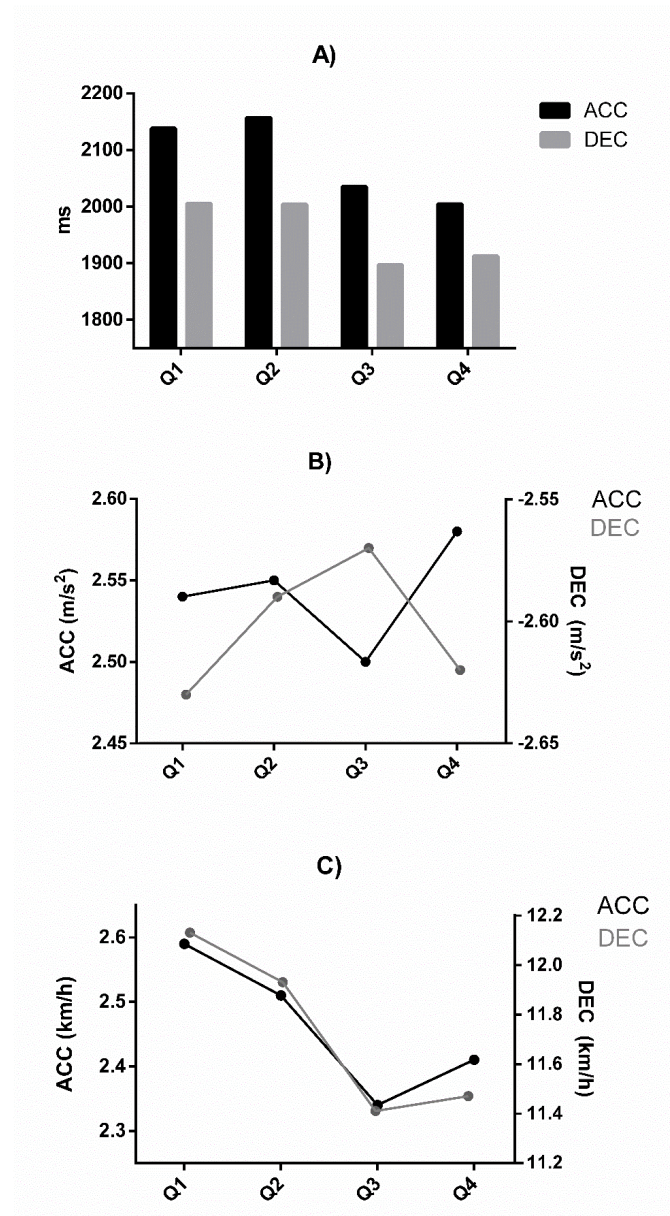 A)
2200
2100
2000
1900
1800
ms
ACC
DEC
Q1 Q2 Q3 Q4
B)
2.60
2.55
2.50
2.45
ACC (m/s²)
-2.55
-2.60
-2.65
DEC (m/s²)
ACC
DEC
Q1 Q2 Q3 Q4
C)
2.6
2.5
2.4
2.3
ACC (km/h)
12.2
12.0
11.8
11.6
11.4
11.2
DEC (km/h)
ACC
DEC
Q1 Q2 Q3 Q4